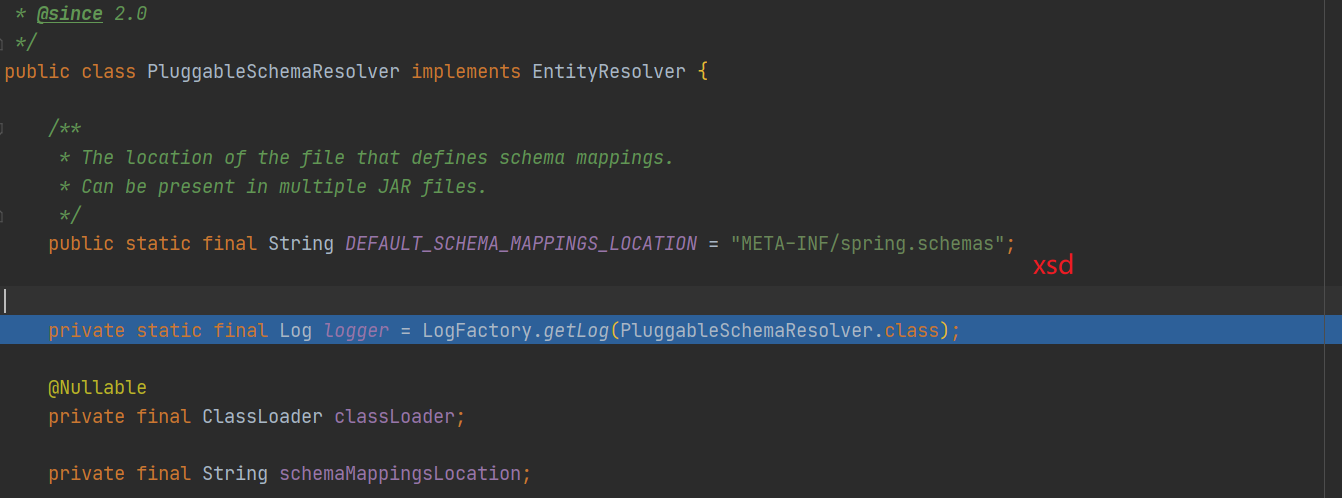 * @since 2.0
*/
public class PluggableSchemaResolver implements EntityResolver {
/**
* The location of the file that defines schema mappings.
* Can be present in multiple JAR files.
*/
public static final String DEFAULT_SCHEMA_MAPPINGS_LOCATION = "META-INF/spring.schemas";
xsd
private static final Log logger = LogFactory.getLog(PluggableSchemaResolver.class);
@Nullable
private final ClassLoader classLoader;
private final String schemaMappingsLocation;